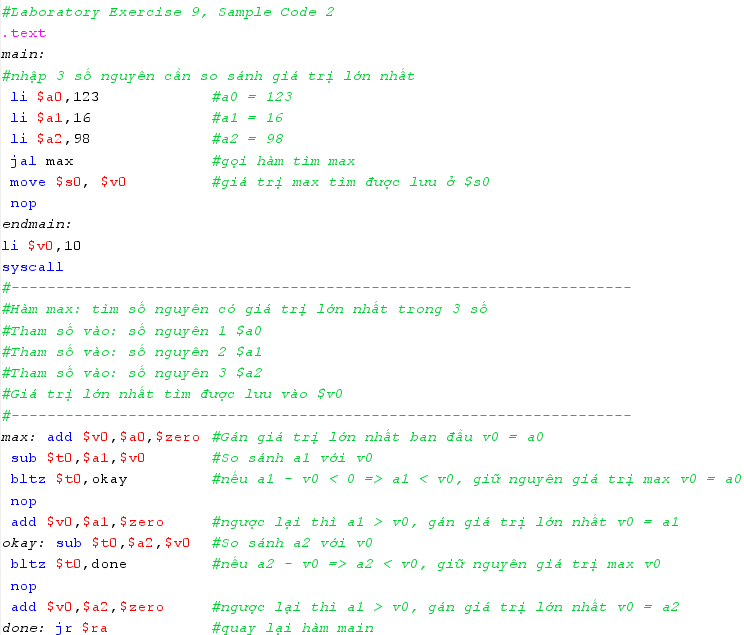 #Laboratory Exercise 9, Sample Code 2
.text
main:
#nhập 3 số nguyên cần so sánh giá trị lớn nhất
li $a0,123 #a0 = 123
li $a1,16 #a1 = 16
li $a2,98 #a2 = 98
jal max #gọi hàm tìm max
move $s0, $v0 #giá trị max tìm được lưu ở $s0
nop
endmain:
li $v0,10
syscall
#---------------------------------------------------------------------
#Hàm max: tìm số nguyên có giá trị lớn nhất trong 3 số
#Tham số vào: số nguyên 1 $a0
#Tham số vào: số nguyên 2 $a1
#Tham số vào: số nguyên 3 $a2
#Giá trị lớn nhất tìm được lưu vào $v0
#---------------------------------------------------------------------
max: add $v0,$a0,$zero #Gán giá trị lớn nhất ban đầu v0 = a0
sub $t0,$a1,$v0 #So sánh a1 với v0
bltz $t0,okay #nếu a1 - v0 < 0 => a1 < v0, giữ nguyên giá trị max v0 = a0
nop
add $v0,$a1,$zero #ngược lại thì a1 > v0, gán giá trị lớn nhất v0 = a1
okay: sub $t0,$a2,$v0 #So sánh a2 với v0
bltz $t0,done #nếu a2 - v0 => a2 < v0, giữ nguyên giá trị max v0
nop
add $v0,$a2,$zero #ngược lại thì a1 > v0, gán giá trị lớn nhất v0 = a2
done: jr $ra #quay lại hàm main